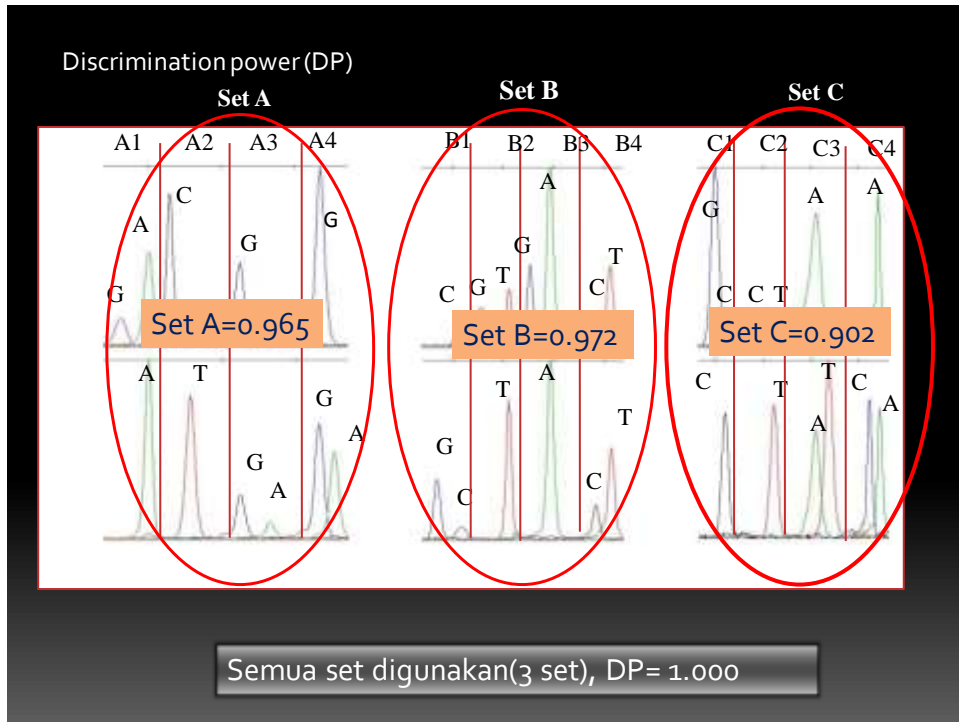 Discrimination power (DP)
Set A
Set B
Set C
A1 A2 A3 A4
B1 B2 B3 B4
C1 C2 C3 C4
G A C G G
C G T G A C T
G C C T A A
Set A=0.965
Set B=0.972
Set C=0.902
A T G A G A
G C T A C T
C T A T C A
Semua set digunakan(3 set), DP= 1.000